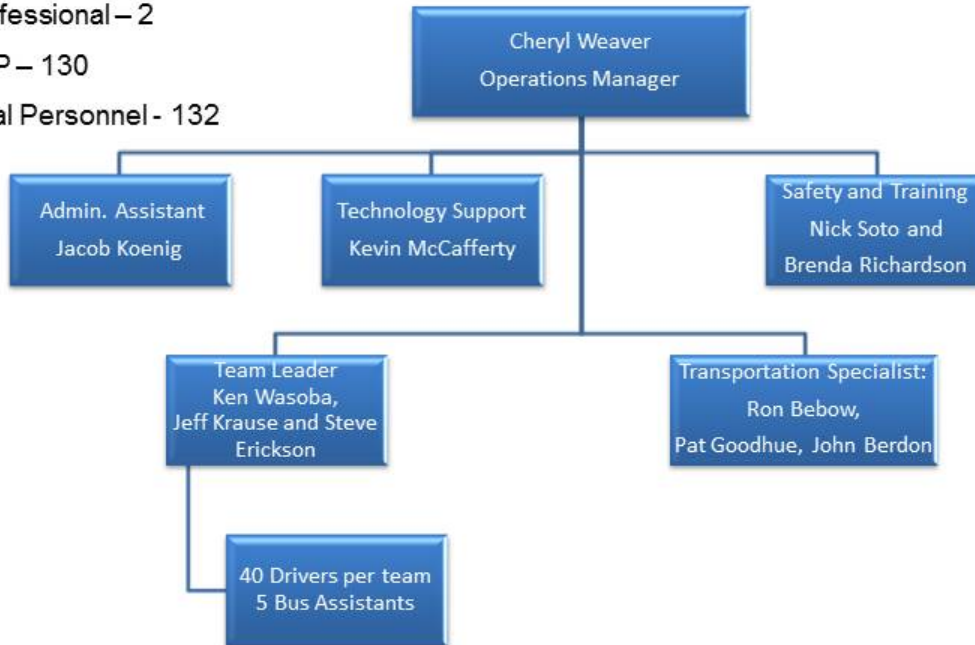 fessional – 2
P – 130
al Personnel - 132
Cheryl Weaver
Operations Manager
Admin. Assistant
Jacob Koenig
Technology Support
Kevin McCafferty
Safety and Training
Nick Soto and
Brenda Richardson
Team Leader
Ken Wasoba,
Jeff Krause and Steve
Erickson
Transportation Specialist:
Ron Bebow,
Pat Goodhue, John Berdon
40 Drivers per team
5 Bus Assistants